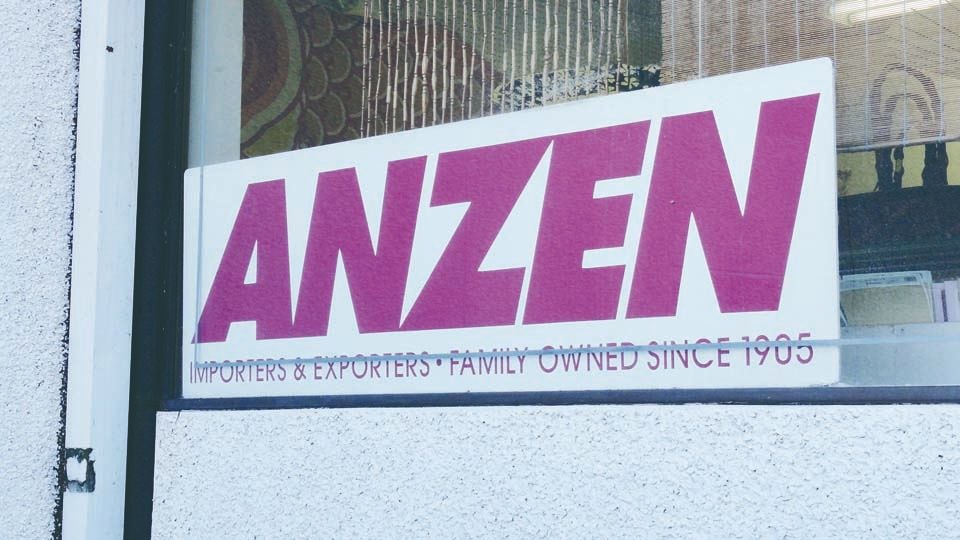 ANZEN
IMPORTERS & EXPORTERS • FAMILY OWNED SINCE 1905